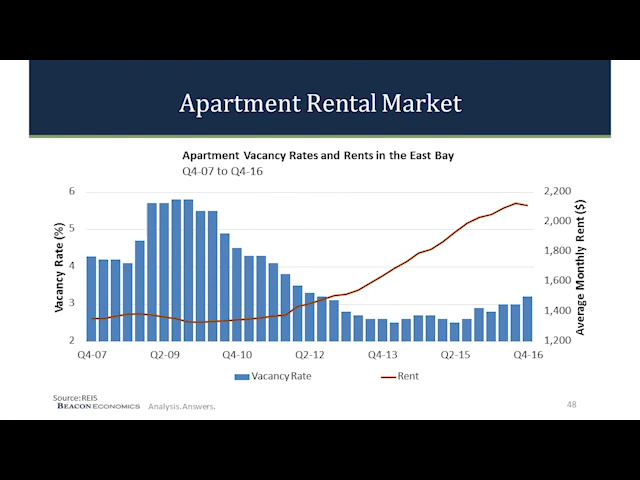 Apartment Rental Market
Apartment Vacancy Rates and Rents in the East Bay
Q4-07 to Q4-16
Vacancy Rate (%)
6
5
4
3
2
2,200
2,000
1,800
1,600
1,400
1,200
Average Monthly Rent ($)
Q4-07 Q2-09 Q4-10 Q2-12 Q4-13 Q2-15 Q4-16
Vacancy Rate Rent
Source:REIS
BEACON ECONOMICS Analysis.Answers.
48